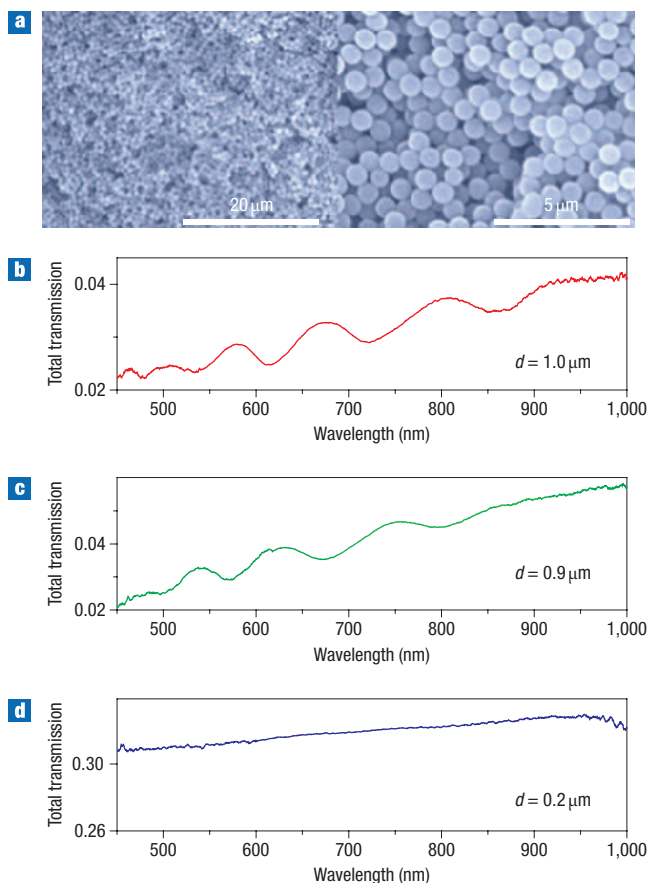 a
20 μm
5 μm
b
Total transmission
0.04
0.02
d = 1.0 μm
500 600 700 800 900 1,000
Wavelength (nm)
c
Total transmission
0.04
0.02
d = 0.9 μm
500 600 700 800 900 1,000
Wavelength (nm)
d
Total transmission
0.30
0.26
d = 0.2 μm
500 600 700 800 900 1,000
Wavelength (nm)